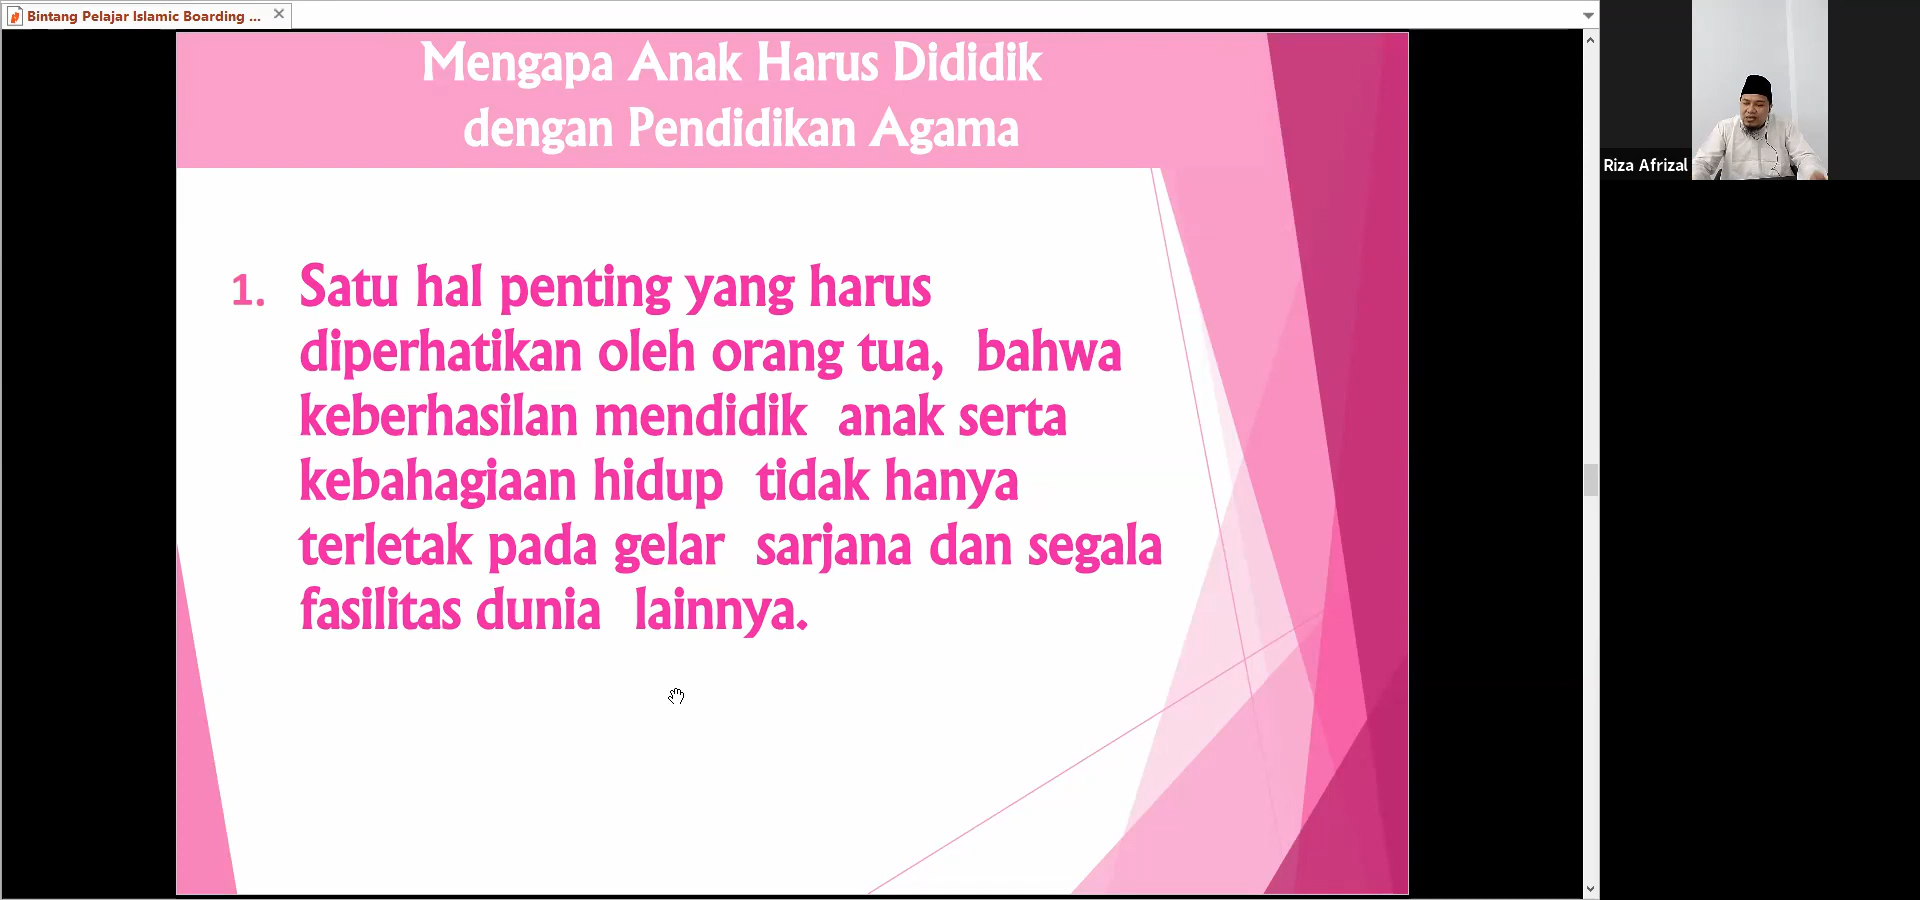 Bintang Pelajar Islamic Boarding ...
Mengapa Anak Harus Dididik
dengan Pendidikan Agama
1. Satu hal penting yang harus
diperhatikan oleh orang tua, bahwa
keberhasilan mendidik anak serta
kebahagiaan hidup tidak hanya
terletak pada gelar sarjana dan segala
fasilitas dunia lainnya.
Riza Afrizal